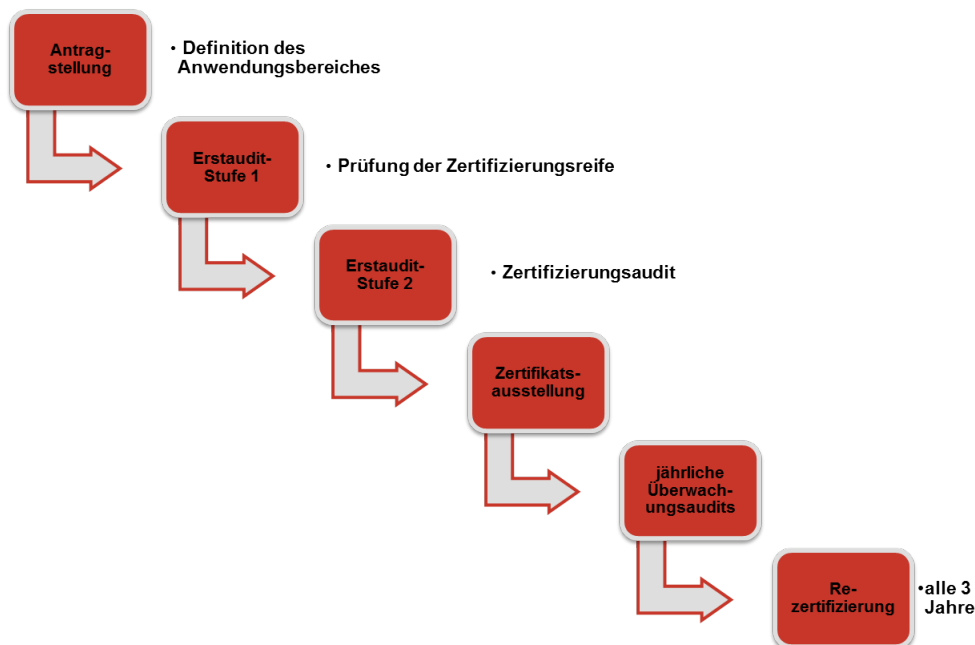 Antrag-
stellung
• Definition des
Anwendungsbereiches
Erstaudit-
Stufe 1
• Prüfung der Zertifizierungsreife
Erstaudit-
Stufe 2
• Zertifizierungsaudit
Zertifikats-
ausstellung
jährliche
Überwach-
ungsaudits
Re-
zertifizierung
•alle 3
Jahre